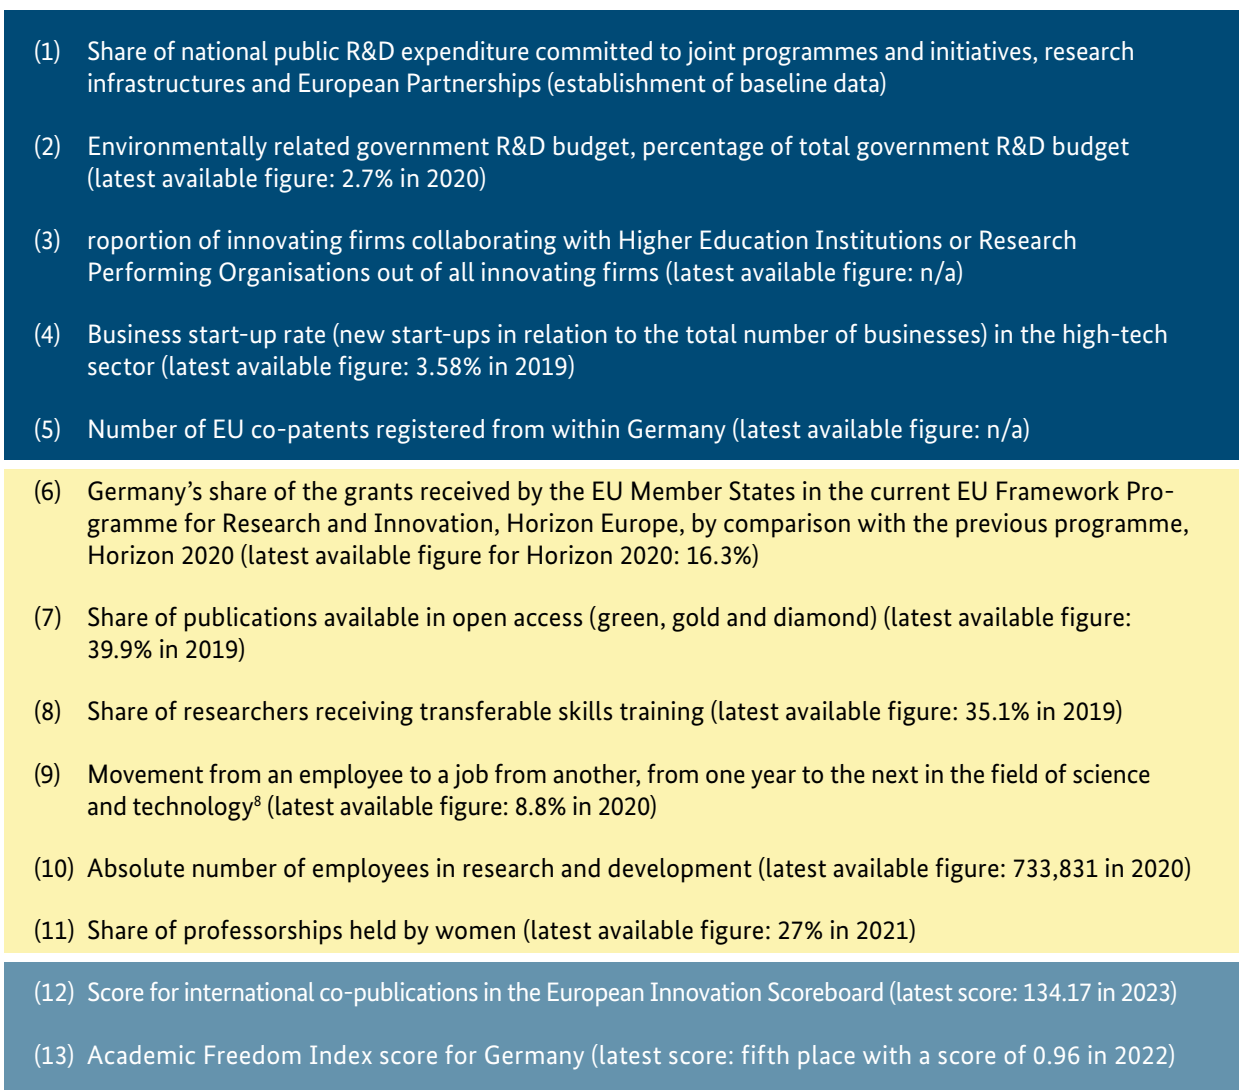 (1) Share of national public R&D expenditure committed to joint programmes and initiatives, research
infrastructures and European Partnerships (establishment of baseline data)
(2) Environmentally related government R&D budget, percentage of total government R&D budget
(latest available figure: 2.7% in 2020)
(3) roportion of innovating firms collaborating with Higher Education Institutions or Research
Performing Organisations out of all innovating firms (latest available figure: n/a)
(4) Business start-up rate (new start-ups in relation to the total number of businesses) in the high-tech
sector (latest available figure: 3.58% in 2019)
(5) Number of EU co-patents registered from within Germany (latest available figure: n/a)
(6) Germany’s share of the grants received by the EU Member States in the current EU Framework Pro-
gramme for Research and Innovation, Horizon Europe, by comparison with the previous programme,
Horizon 2020 (latest available figure for Horizon 2020: 16.3%)
(7) Share of publications available in open access (green, gold and diamond) (latest available figure:
39.9% in 2019)
(8) Share of researchers receiving transferable skills training (latest available figure: 35.1% in 2019)
(9) Movement from an employee to a job from another, from one year to the next in the field of science
and technology⁸ (latest available figure: 8.8% in 2020)
(10) Absolute number of employees in research and development (latest available figure: 733,831 in 2020)
(11) Share of professorships held by women (latest available figure: 27% in 2021)
(12) Score for international co-publications in the European Innovation Scoreboard (latest score: 134.17 in 2023)
(13) Academic Freedom Index score for Germany (latest score: fifth place with a score of 0.96 in 2022)